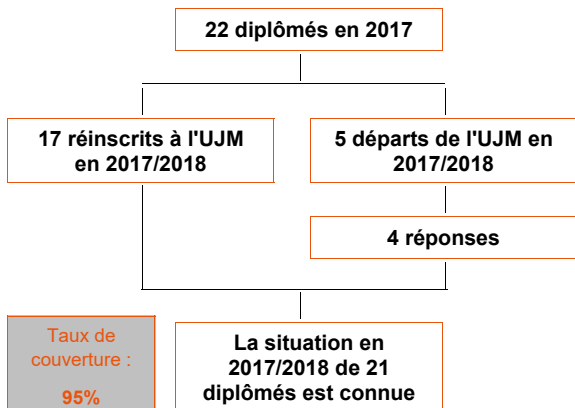 22 diplômés en 2017
17 réinscrits à l'UJM
en 2017/2018
5 départs de l'UJM en
2017/2018
4 réponses
Taux de
couverture :
95%
La situation en
2017/2018 de 21
diplômés est connue